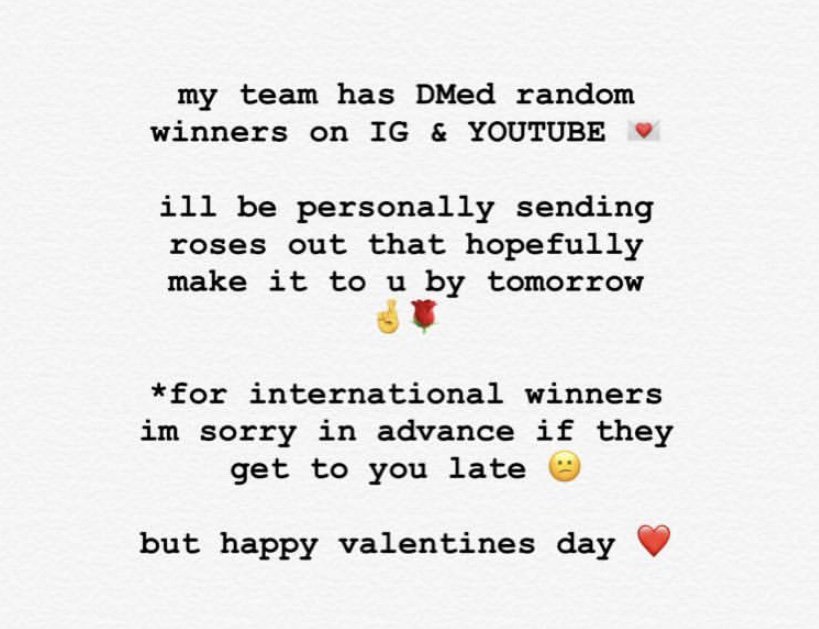 my team has DMed random
winners on IG & YOUTUBE 💌
ill be personally sending
roses out that hopefully
make it to u by tomorrow
🤞🌹
*for international winners
im sorry in advance if they
get to you late 😕
but happy valentines day ❤️